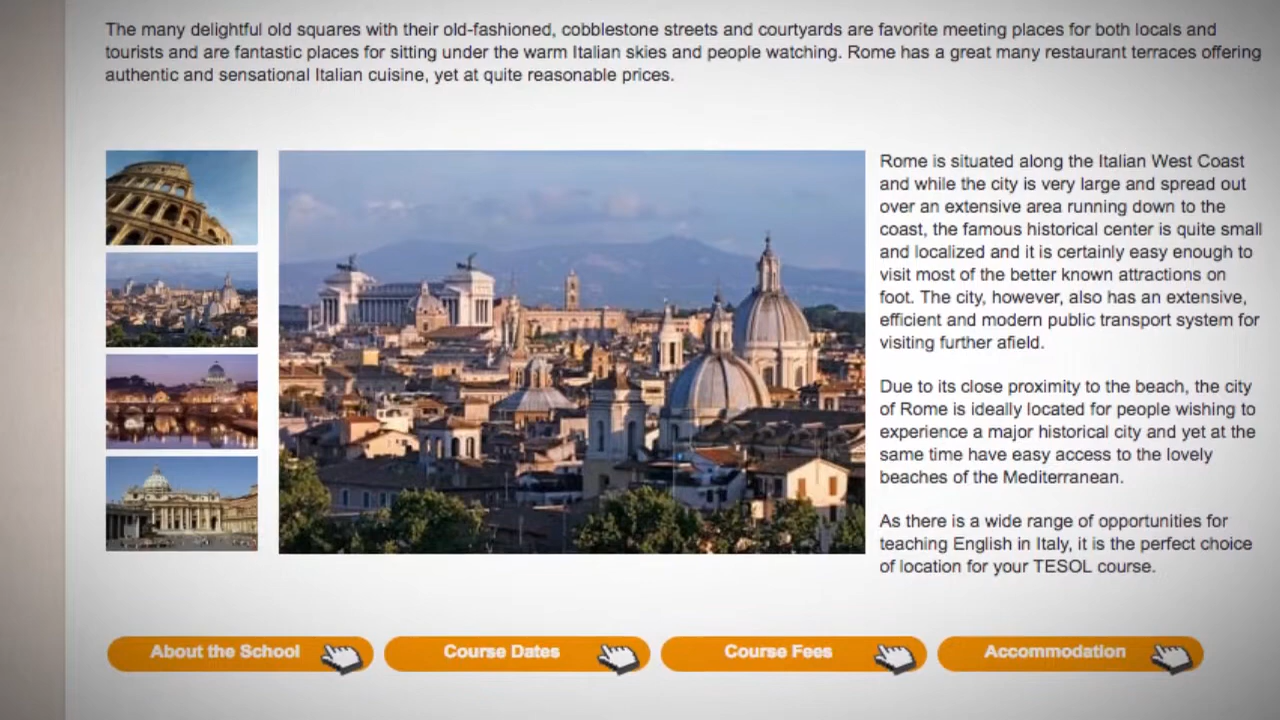 The many delightful old squares with their old-fashioned, cobblestone streets and courtyards are favorite meeting places for both locals and
tourists and are fantastic places for sitting under the warm Italian skies and people watching. Rome has a great many restaurant terraces offering
authentic and sensational Italian cuisine, yet at quite reasonable prices.
Rome is situated along the Italian West Coast
and while the city is very large and spread out
over an extensive area running down to the
coast, the famous historical center is quite small
and localized and it is certainly easy enough to
visit most of the better known attractions on
foot. The city, however, also has an extensive,
efficient and modern public transport system for
visiting further afield.
Due to its close proximity to the beach, the city
of Rome is ideally located for people wishing to
experience a major historical city and yet at the
same time have easy access to the lovely
beaches of the Mediterranean.
As there is a wide range of opportunities for
teaching English in Italy, it is the perfect choice
of location for your TESOL course.
About the School
Course Dates
Course Fees
Accommodation